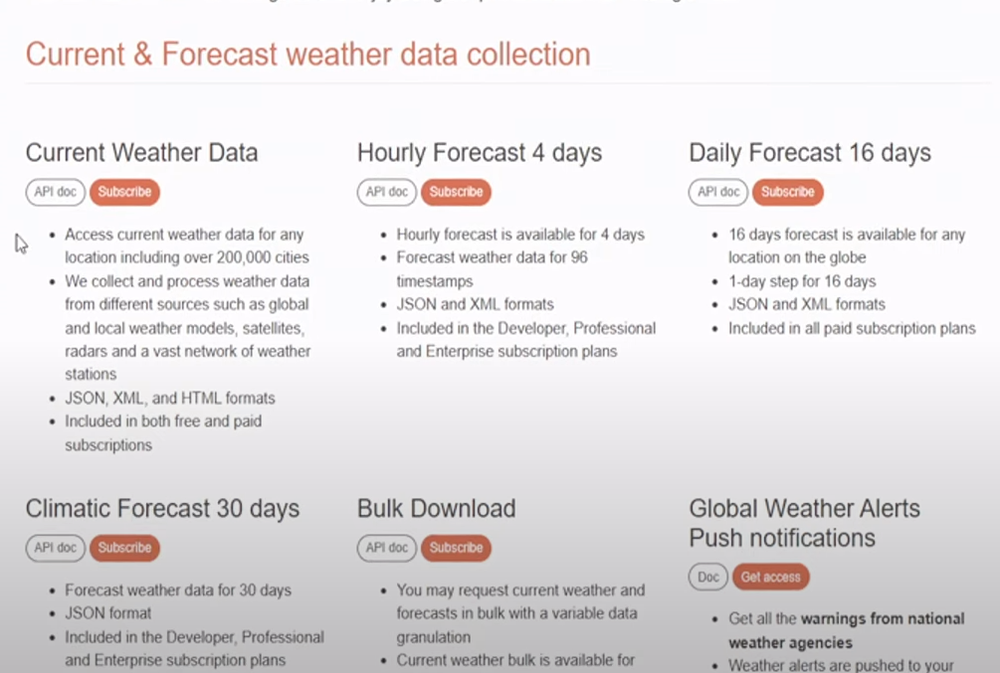 Current & Forecast weather data collection
Current Weather Data
API doc Subscribe
Access current weather data for any
location including over 200,000 cities
We collect and process weather data
from different sources such as global
and local weather models, satellites,
radars and a vast network of weather
stations
JSON, XML, and HTML formats
Included in both free and paid
subscriptions
Hourly Forecast 4 days
API doc Subscribe
Hourly forecast is available for 4 days
Forecast weather data for 96
timestamps
JSON and XML formats
Included in the Developer, Professional
and Enterprise subscription plans
Daily Forecast 16 days
API doc Subscribe
16 days forecast is available for any
location on the globe
1-day step for 16 days
JSON and XML formats
Included in all paid subscription plans
Climatic Forecast 30 days
API doc Subscribe
Forecast weather data for 30 days
JSON format
Included in the Developer, Professional
and Enterprise subscription plans
Bulk Download
API doc Subscribe
You may request current weather and
forecasts in bulk with a variable data
granulation
Current weather bulk is available for
Global Weather Alerts
Push notifications
Doc Get access
Get all the warnings from national
weather agencies
Weather alerts are pushed to your